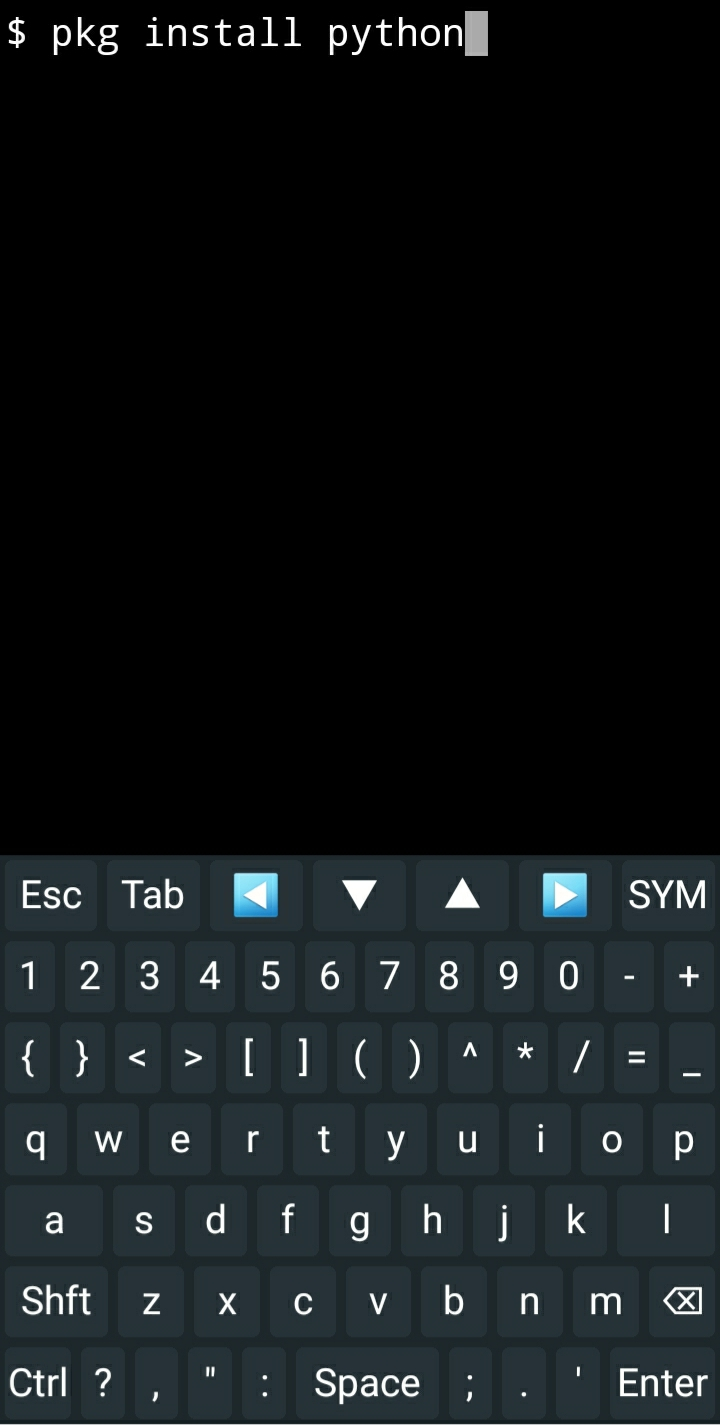 $ pkg install python
Esc Tab ◀ ▼ ▲ ▶ SYM
1 2 3 4 5 6 7 8 9 0 - +
{ } < > [ ] ( ) ^ * / = _
q w e r t y u i o p
a s d f g h j k l
Shft z x c v b n m ⌫
Ctrl ? , " : Space ; . ' Enter